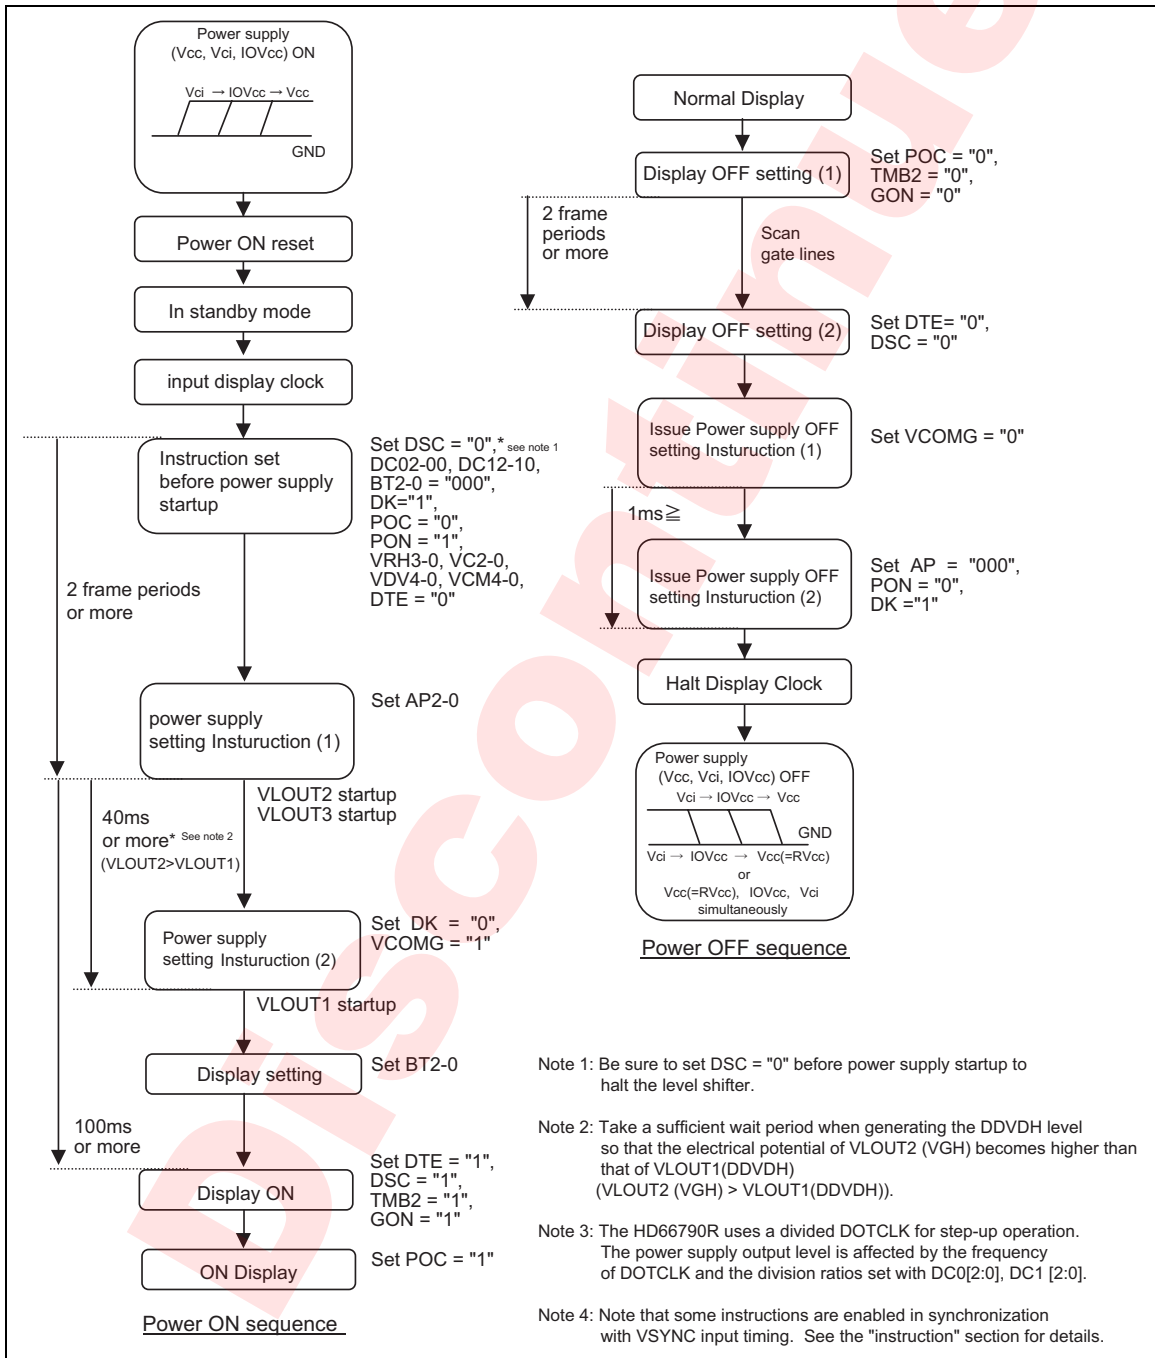 Power supply
(Vcc, Vci, IOVcc) ON
Vci → IOVcc → Vcc
GND
Power ON reset
In standby mode
input display clock
Instruction set
before power supply
startup
Set DSC = "0",* see note 1
DC02-00, DC12-10,
BT2-0 = "000",
DK="1",
POC = "0",
PON = "1",
VRH3-0, VC2-0,
VDV4-0, VCM4-0,
DTE = "0"
2 frame periods
or more
power supply
setting Insturuction (1)
Set AP2-0
VLOUT2 startup
VLOUT3 startup
40ms
or more* See note 2
(VLOUT2>VLOUT1)
Power supply
setting Insturuction (2)
Set DK = "0",
VCOMG = "1"
VLOUT1 startup
Display setting
Set BT2-0
100ms
or more
Display ON
Set DTE = "1",
DSC = "1",
TMB2 = "1",
GON = "1"
ON Display
Set POC = "1"
Power ON sequence
Normal Display
Display OFF setting (1)
Set POC = "0",
TMB2 = "0",
GON = "0"
2 frame
periods
or more
Scan
gate lines
Display OFF setting (2)
Set DTE= "0",
DSC = "0"
Issue Power supply OFF
setting Insturuction (1)
Set VCOMG = "0"
1ms≧
Issue Power supply OFF
setting Insturuction (2)
Set AP = "000",
PON = "0",
DK ="1"
Halt Display Clock
Power supply
(Vcc, Vci, IOVcc) OFF
Vci → IOVcc → Vcc
GND
Vci → IOVcc → Vcc(=RVcc)
or
Vcc(=RVcc), IOVcc, Vci
simultaneously
Power OFF sequence
Note 1: Be sure to set DSC = "0" before power supply startup to
halt the level shifter.
Note 2: Take a sufficient wait period when generating the DDVDH level
so that the electrical potential of VLOUT2 (VGH) becomes higher than
that of VLOUT1(DDVDH)
(VLOUT2 (VGH) > VLOUT1(DDVDH)).
Note 3: The HD66790R uses a divided DOTCLK for step-up operation.
The power supply output level is affected by the frequency
of DOTCLK and the division ratios set with DC0[2:0], DC1 [2:0].
Note 4: Note that some instructions are enabled in synchronization
with VSYNC input timing. See the "instruction" section for details.
Discontinue